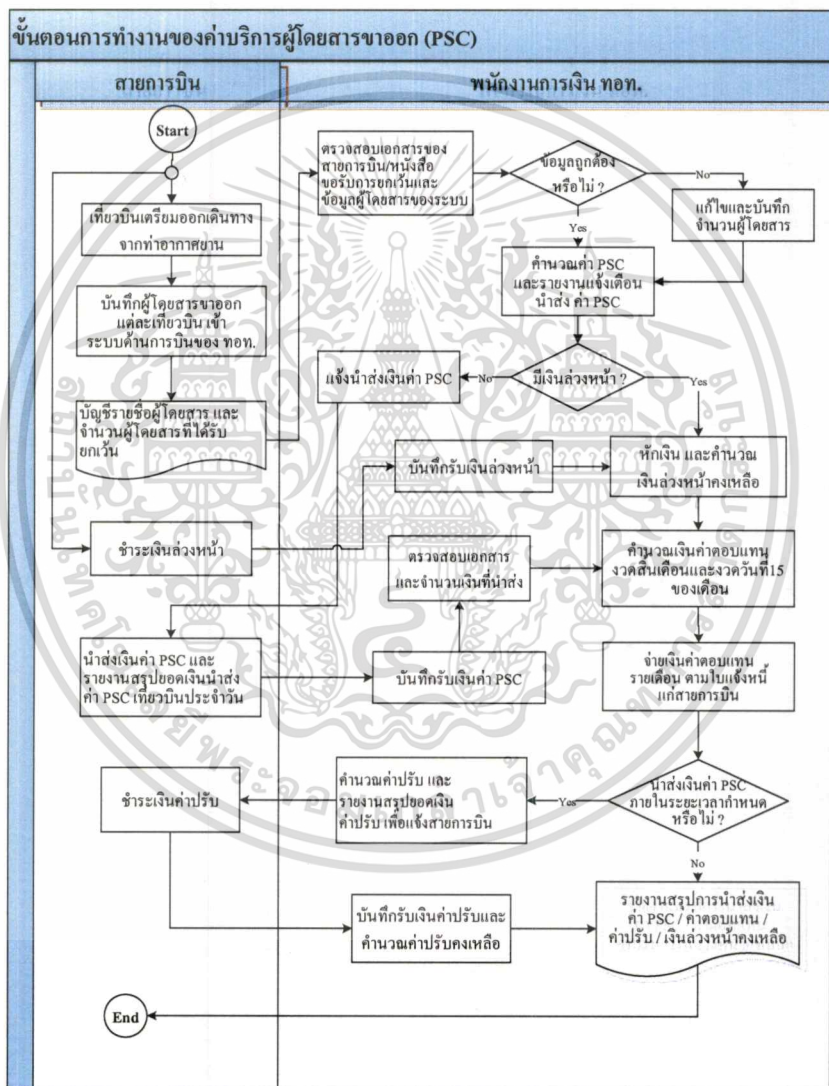 ขั้นตอนการทำงานของค่าบริการผู้โดยสารขาออก (PSC)
สายการบิน
พนักงานการเงิน ทอท.
Start
เที่ยวบินเตรียมออกเดินทาง
จากท่าอากาศยาน
บันทึกผู้โดยสารขาออก
แต่ละเที่ยวบิน เข้า
ระบบด้านการบินของ ทอท.
บัญชีรายชื่อผู้โดยสาร และ
จำนวนผู้โดยสารที่ได้รับ
ยกเว้น
ตรวจสอบเอกสารของ
สายการบิน/หนังสือ
ขอรับการยกเว้นและ
ข้อมูลผู้โดยสารของระบบ
ข้อมูลถูกต้อง
หรือไม่ ?
No
แก้ไขและบันทึก
จำนวนผู้โดยสาร
Yes
คำนวณค่า PSC
และรายงานแจ้งเตือน
นำส่ง ค่า PSC
มีเงินล่วงหน้า ?
No
Yes
แจ้งนำส่งเงินค่า PSC
หักเงิน และคำนวณ
เงินล่วงหน้าคงเหลือ
บันทึกรับเงินล่วงหน้า
ชำระเงินล่วงหน้า
ตรวจสอบเอกสาร
และจำนวนเงินที่นำส่ง
คำนวณเงินค่าตอบแทน
งวดสิ้นเดือนและงวดวันที่15
ของเดือน
นำส่งเงินค่า PSC และ
รายงานสรุปยอดเงินนำส่ง
ค่า PSC เที่ยวบินประจำวัน
บันทึกรับเงินค่า PSC
จ่ายเงินค่าตอบแทน
รายเดือน ตามใบแจ้งหนี้
แก่สายการบิน
นำส่งเงินค่า PSC
ภายในระยะเวลากำหนด
หรือไม่ ?
Yes
No
คำนวณค่าปรับ และ
รายงานสรุปยอดเงิน
ค่าปรับ เพื่อแจ้งสายการบิน
ชำระเงินค่าปรับ
บันทึกรับเงินค่าปรับและ
คำนวณค่าปรับคงเหลือ
รายงานสรุปการนำส่งเงิน
ค่า PSC / ค่าตอบแทน /
ค่าปรับ / เงินล่วงหน้าคงเหลือ
End